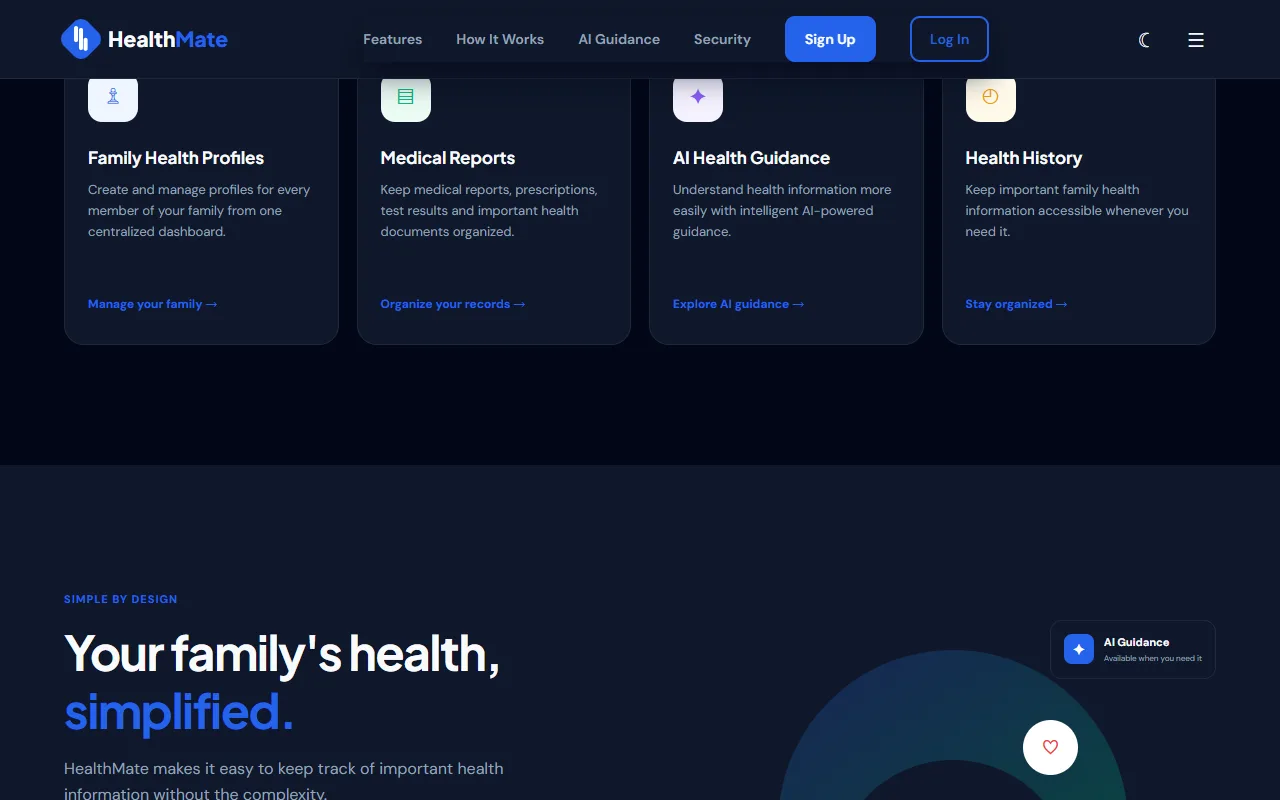 HealthMate
Features
How It Works
AI Guidance
Security
Sign Up
Log In
Family Health Profiles
Create and manage profiles for every
member of your family from one
centralized dashboard.
Manage your family →
Medical Reports
Keep medical reports, prescriptions,
test results and important health
documents organized.
Organize your records →
AI Health Guidance
Understand health information more
easily with intelligent AI-powered
guidance.
Explore AI guidance →
Health History
Keep important family health
information accessible whenever you
need it.
Stay organized →
SIMPLE BY DESIGN
Your family's health,
simplified.
HealthMate makes it easy to keep track of important health
information without the complexity.
AI Guidance
Available when you need it